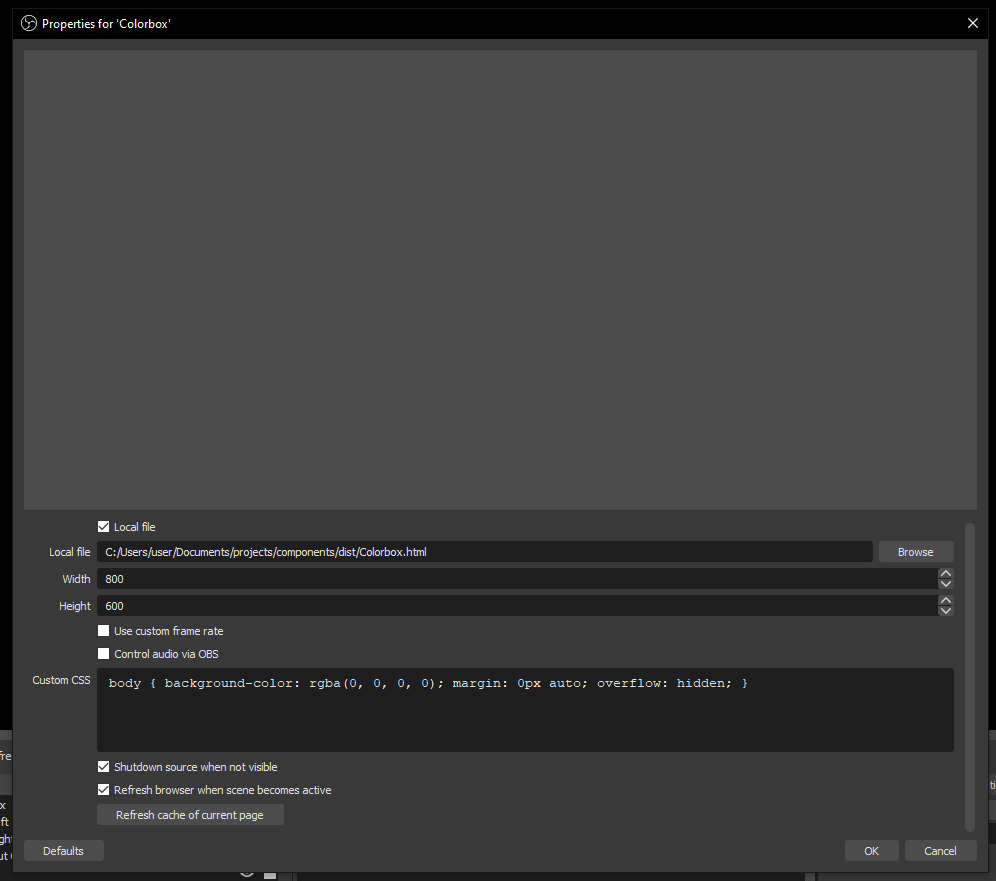 Properties for 'Colorbox'
Local file
Local file C:/Users/user/Documents/projects/components/dist/Colorbox.html Browse
Width 800
Height 600
Use custom frame rate
Control audio via OBS
Custom CSS body { background-color: rgba(0, 0, 0, 0); margin: 0px auto; overflow: hidden; }
Shutdown source when not visible
Refresh browser when scene becomes active
Refresh cache of current page
Defaults OK Cancel